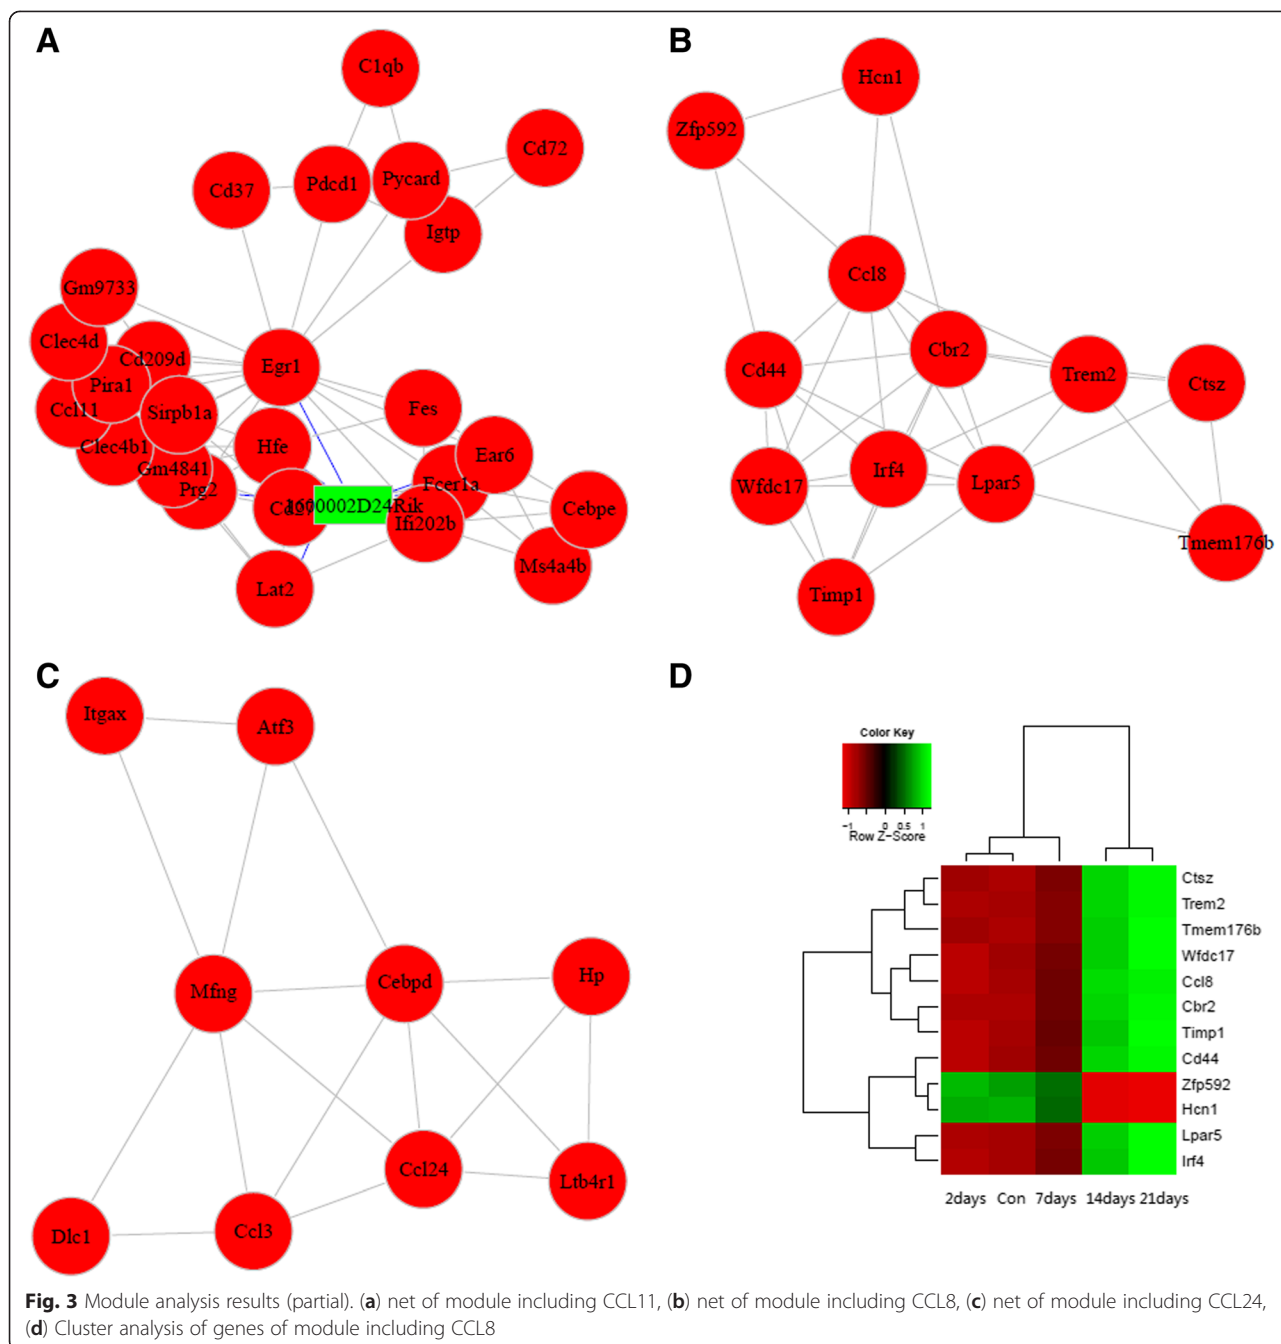 A
C1qb
Cd72
Cd37
Pdcd1
Pycard
Igtp
Gm9733
Clec4d
Cd209d
Egr1
Pira1
Ccl11
Sirpb1a
Fes
Clec4b1
Hfe
Ear6
Gm4841
Prg2
Fcer1a
Cebpe
Ifi202b
Ms4a4b
Lat2
B
Hcn1
Zfp592
Ccl8
Cbr2
Cd44
Trem2
Ctsz
Wfdc17
Irf4
Lpar5
Tmem176b
Timp1
C
Itgax
Atf3
Mfng
Cebpd
Hp
Ccl24
Ltb4r1
Dlc1
Ccl3
D
Color Key
−1 0 0.5 1
Row Z-Score
Ctsz
Trem2
Tmem176b
Wfdc17
Ccl8
Cbr2
Timp1
Cd44
Zfp592
Hcn1
Lpar5
Irf4
2days Con 7days 14days 21days
Fig. 3 Module analysis results (partial). (a) net of module including CCL11, (b) net of module including CCL8, (c) net of module including CCL24,
(d) Cluster analysis of genes of module including CCL8